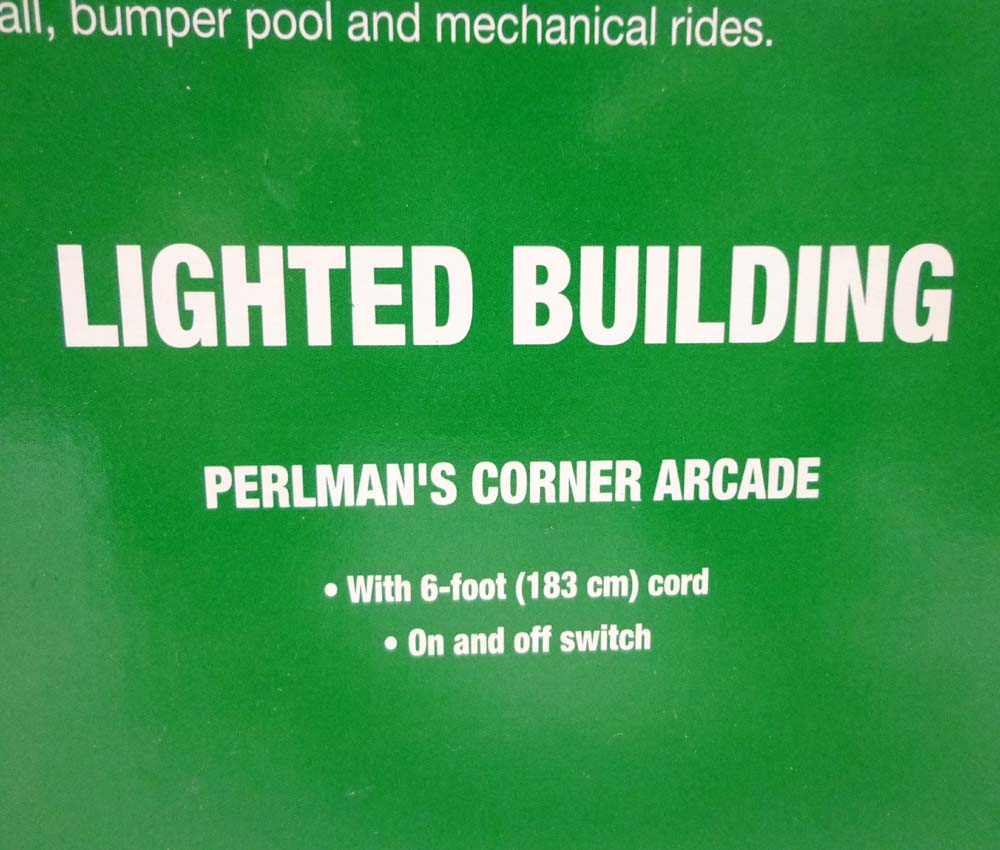 bumper pool and mechanical rides.
LIGHTED BUILDING
PERLMAN'S CORNER ARCADE
• With 6-foot (183 cm) cord
• On and off switch